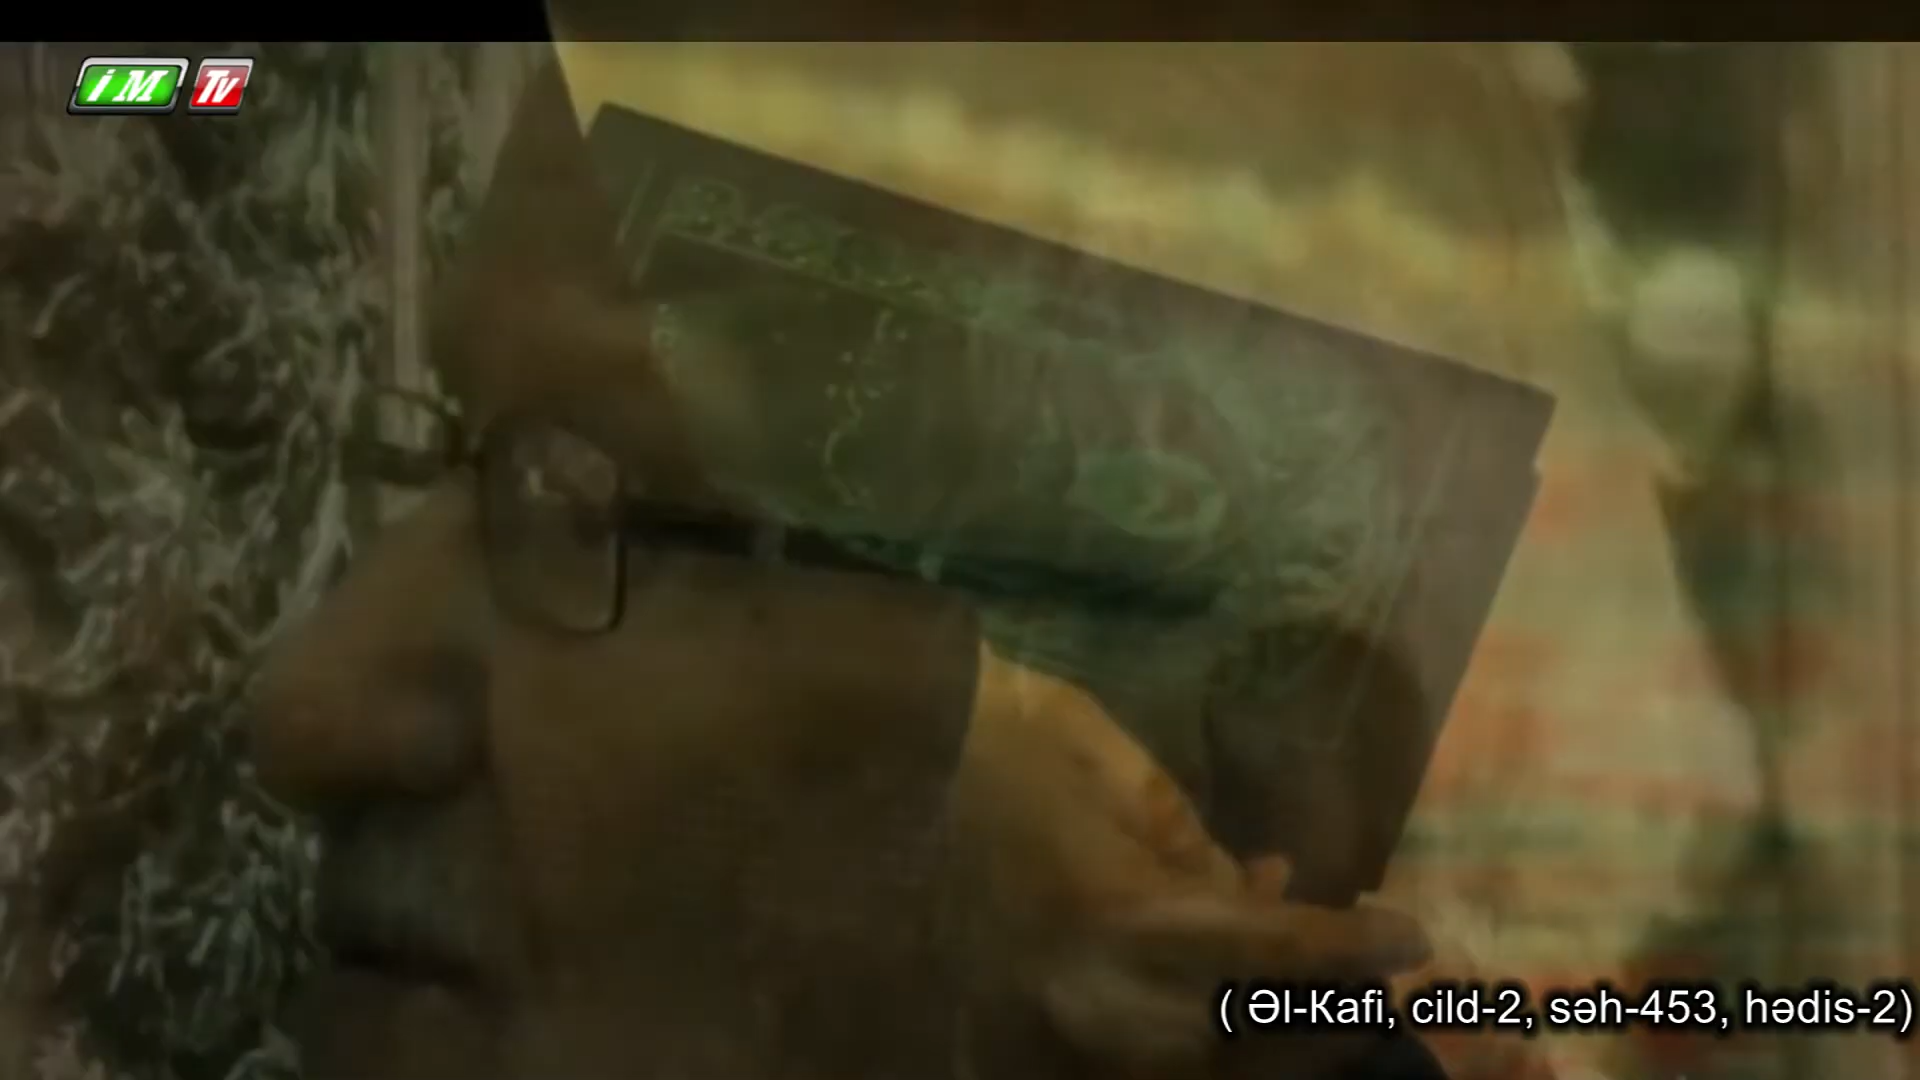 iM Tv
( Əl-Kafi, cild-2, səh-453, hədis-2)